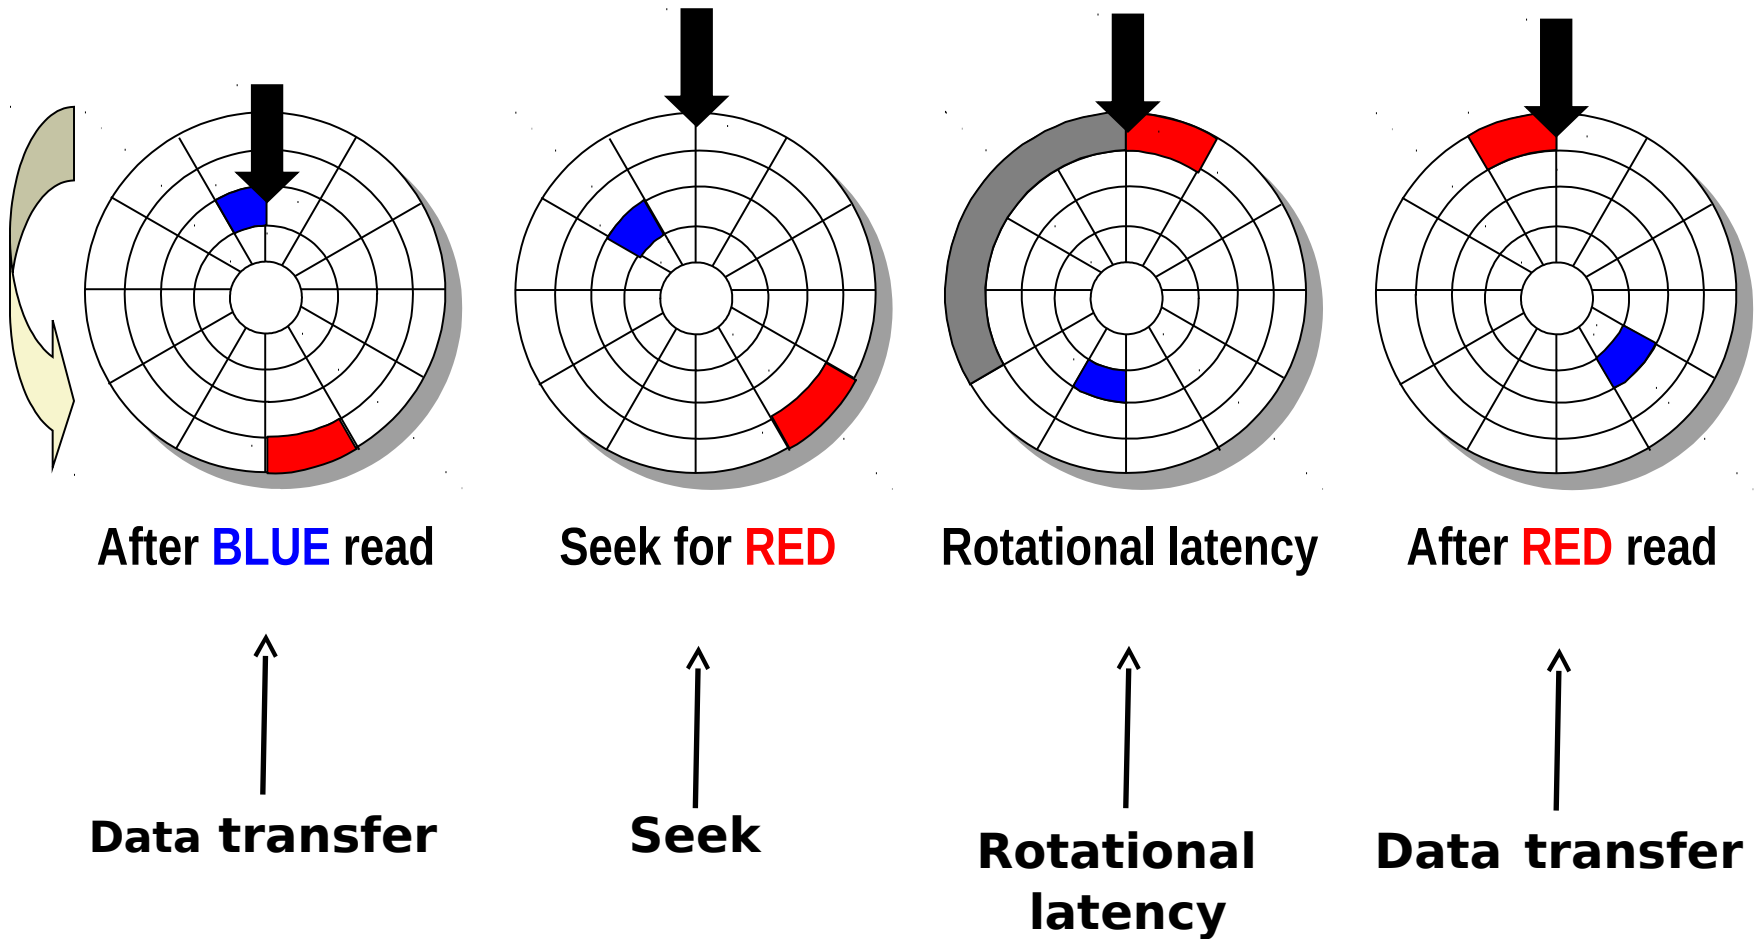 After BLUE read
Seek for RED
Rotational latency
After RED read
Data transfer
Seek
Rotational
latency
Data transfer